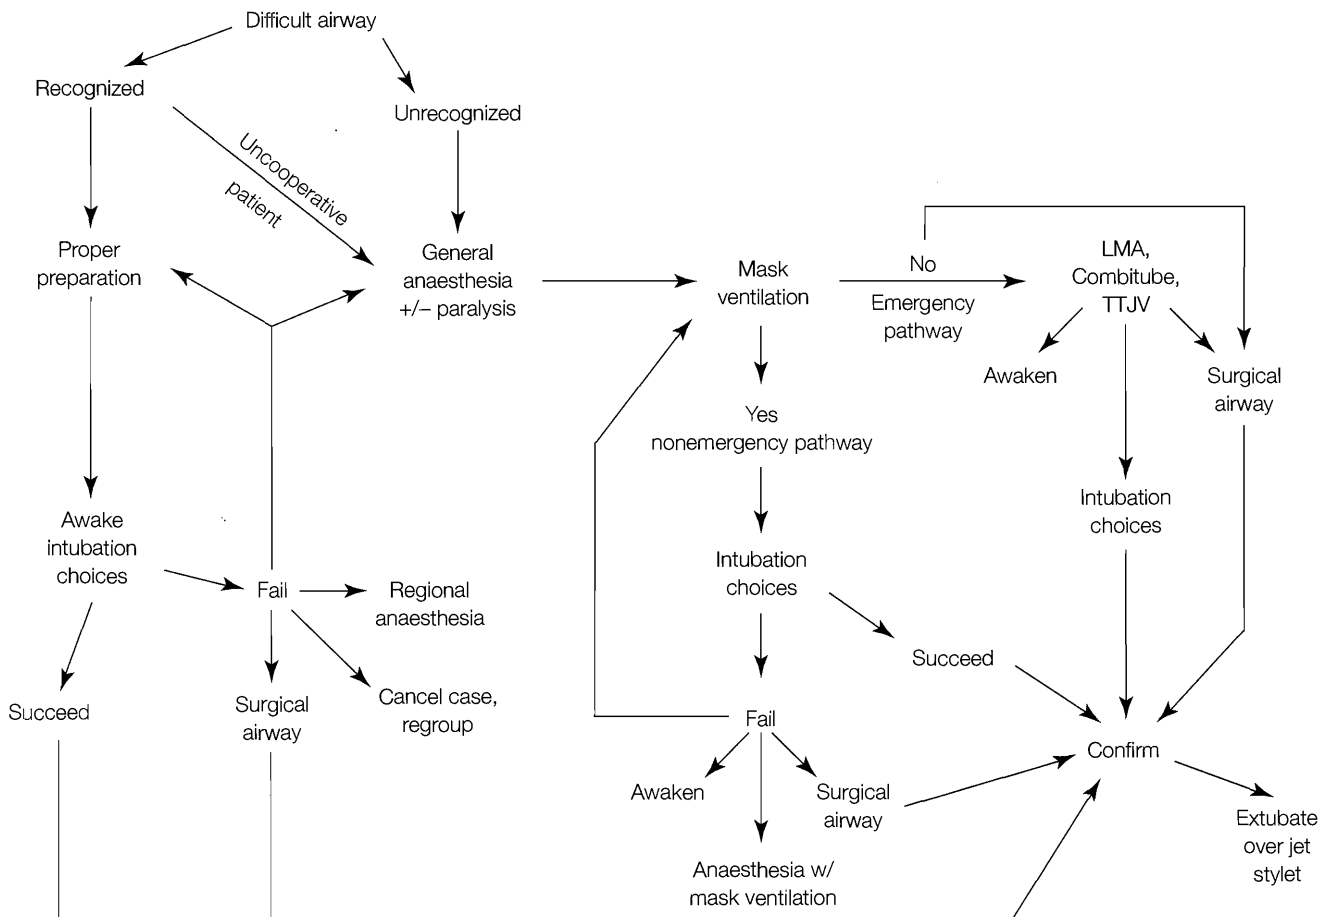 Difficult airway
Recognized
Unrecognized
Uncooperative
patient
Proper
preparation
General
anaesthesia
+/– paralysis
Mask
ventilation
No
Emergency
pathway
LMA,
Combitube,
TTJV
Awaken
Surgical
airway
Yes
nonemergency pathway
Intubation
choices
Awake
intubation
choices
Fail
Regional
anaesthesia
Intubation
choices
Succeed
Succeed
Surgical
airway
Cancel case,
regroup
Fail
Confirm
Awaken
Surgical
airway
Extubate
over jet
stylet
Anaesthesia w/
mask ventilation